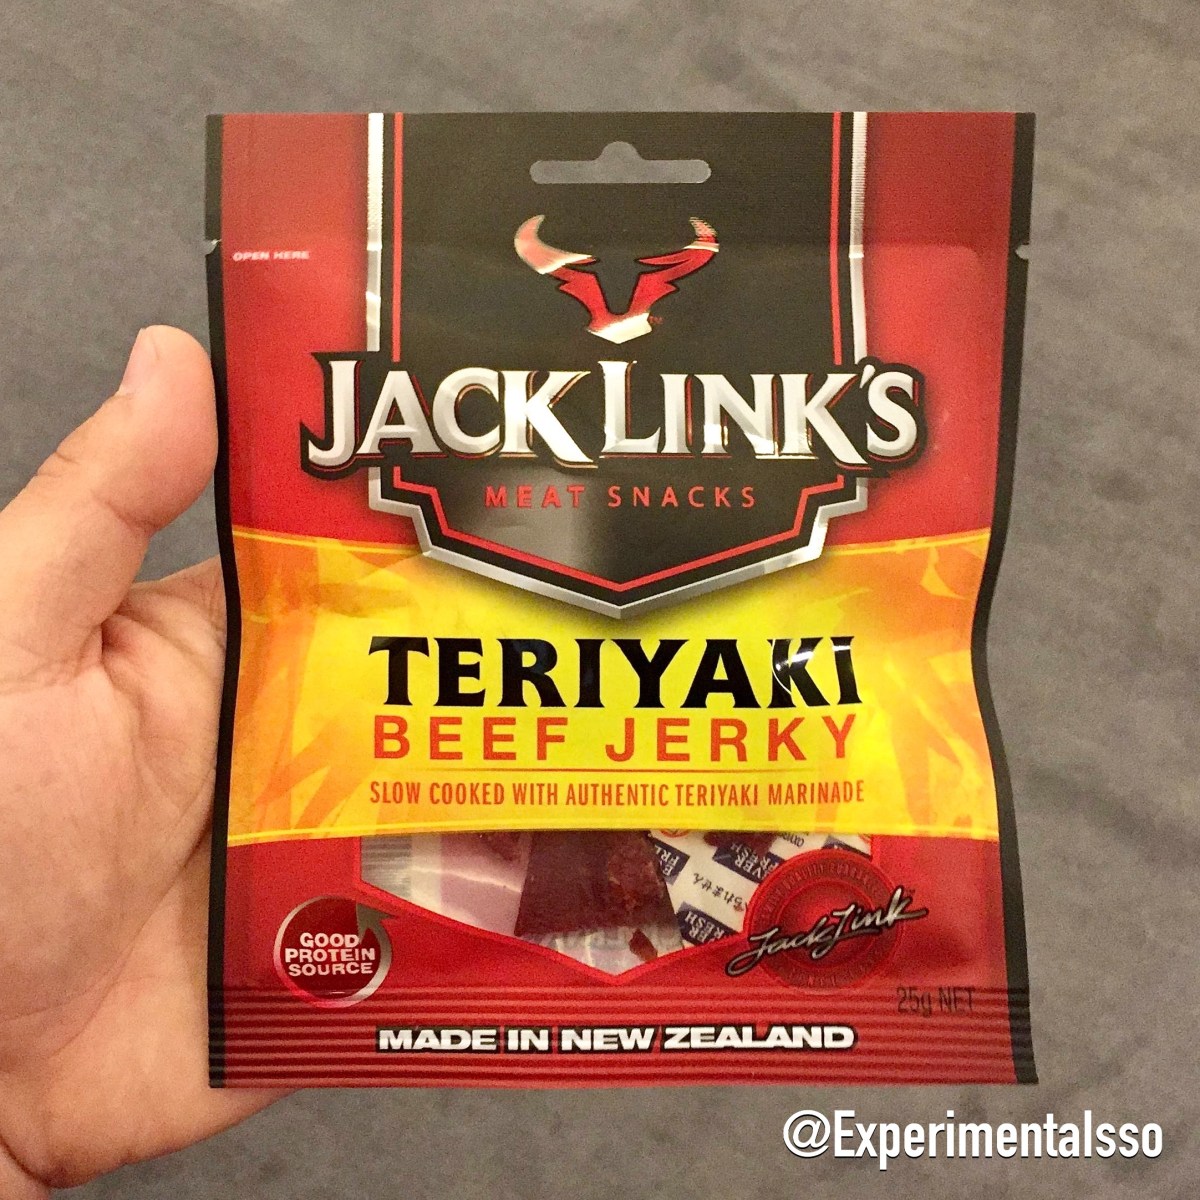 OPEN HERE
™
JACK LINK'S
MEAT SNACKS
TERIYAKI
BEEF JERKY
SLOW COOKED WITH AUTHENTIC TERIYAKI MARINADE
Jack Link
GOOD
PROTEIN
SOURCE
25g NET
MADE IN NEW ZEALAND
@Experimentalsso